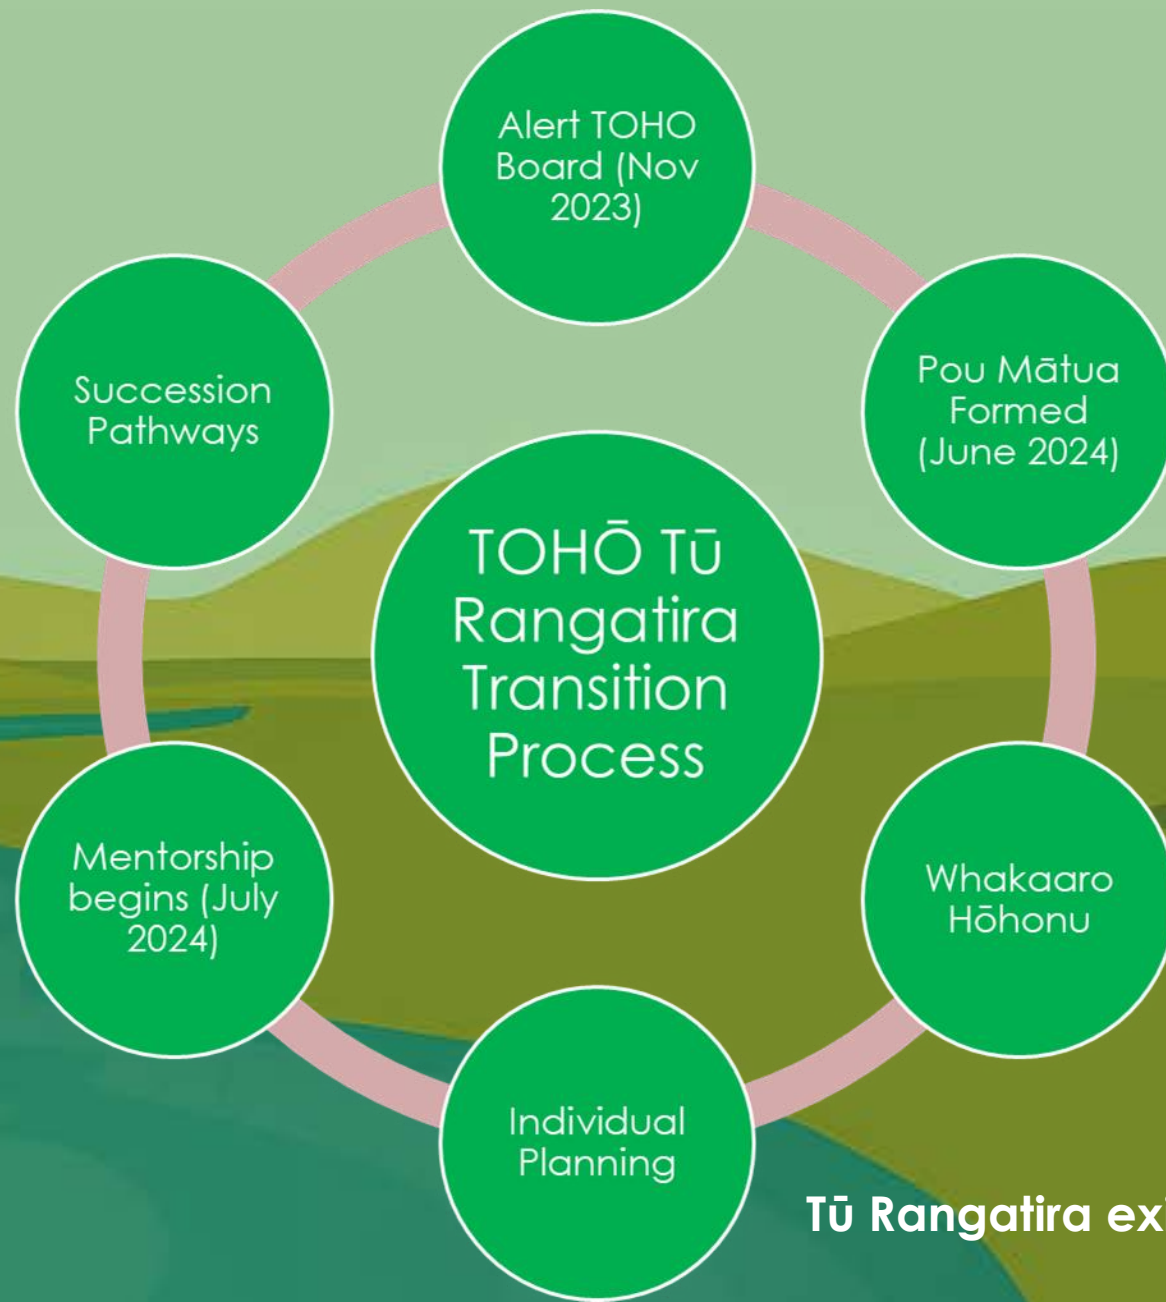 Alert TOHO
Board (Nov
2023)
Pou Mātua
Formed
(June 2024)
Whakaaro
Hōhonu
Individual
Planning
Mentorship
begins (July
2024)
Succession
Pathways
TOHŌ Tū
Rangatira
Transition
Process
Tū Rangatira